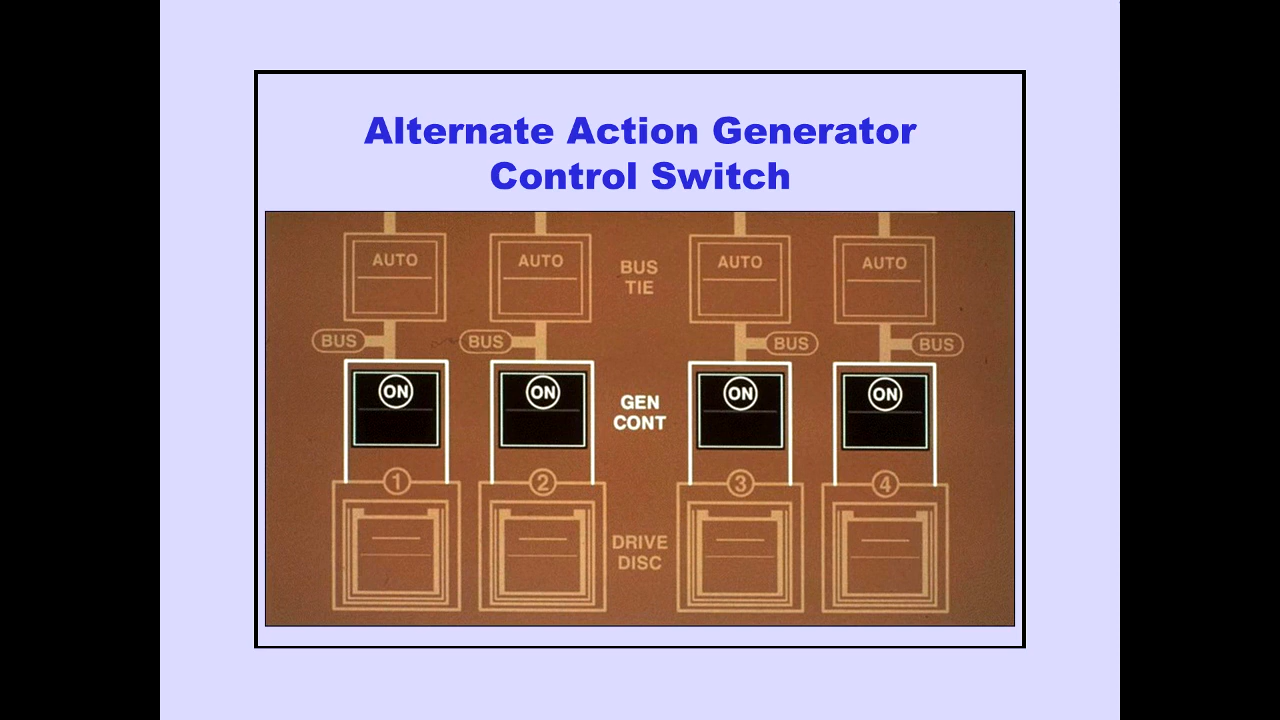 Alternate Action Generator
Control Switch
AUTO AUTO BUS TIE AUTO AUTO
BUS BUS BUS BUS
ON ON GEN CONT ON ON
1 2 3 4
DRIVE DISC